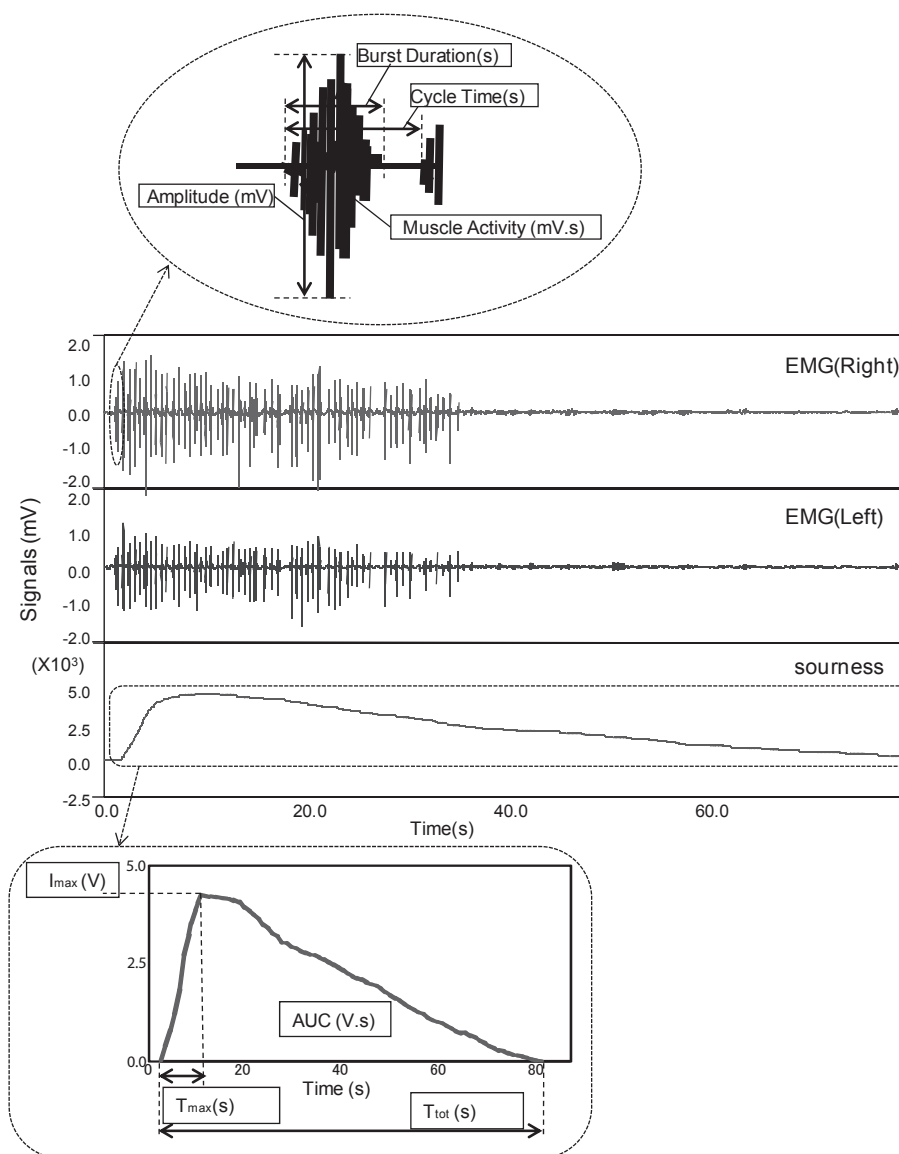 Burst Duration(s)
Cycle Time(s)
Amplitude (mV)
Muscle Activity (mV.s)
2.0
1.0
0.0
-1.0
-2.0
EMG(Right)
2.0
1.0
0.0
-1.0
-2.0
EMG(Left)
Signals (mV)
(X10³)
5.0
2.5
0.0
-2.5
sourness
0.0 20.0 40.0 60.0
Time(s)
Imax (V)
5.0
2.5
0.0
AUC (V.s)
0 20 40 60 80
Time (s)
Tmax(s)
Ttot (s)